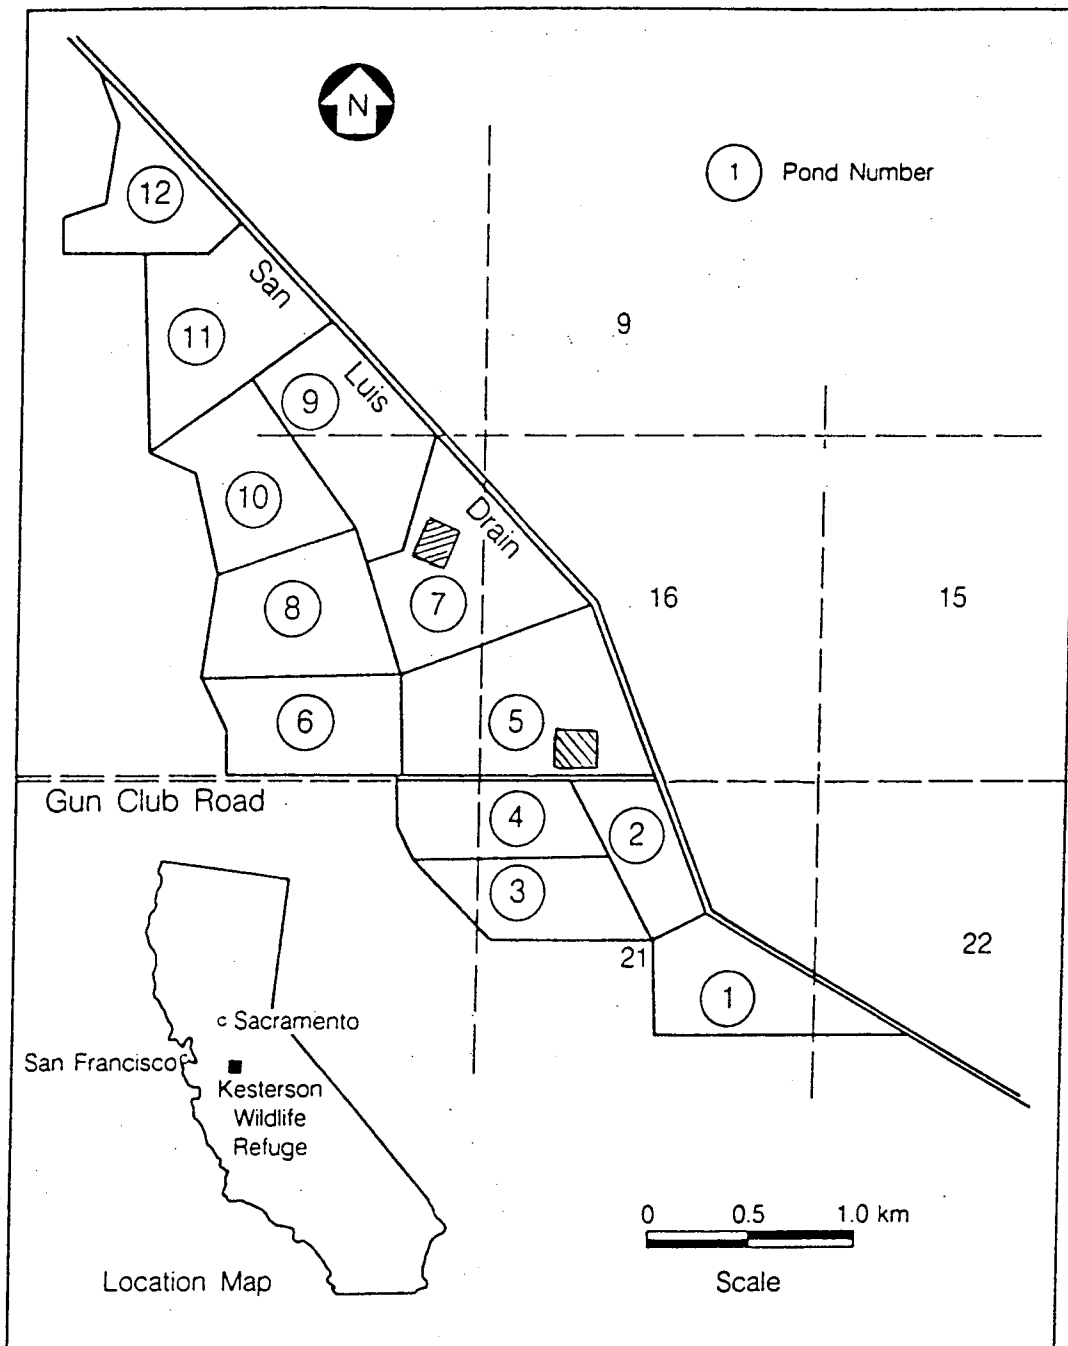 N
1 Pond Number
12
San
11
9
Luis
9
10
Drain
7
8
16
15
6
5
Gun Club Road
4
2
3
21
22
1
c Sacramento
San Francisco
Kesterson
Wildlife
Refuge
0 0.5 1.0 km
Location Map
Scale